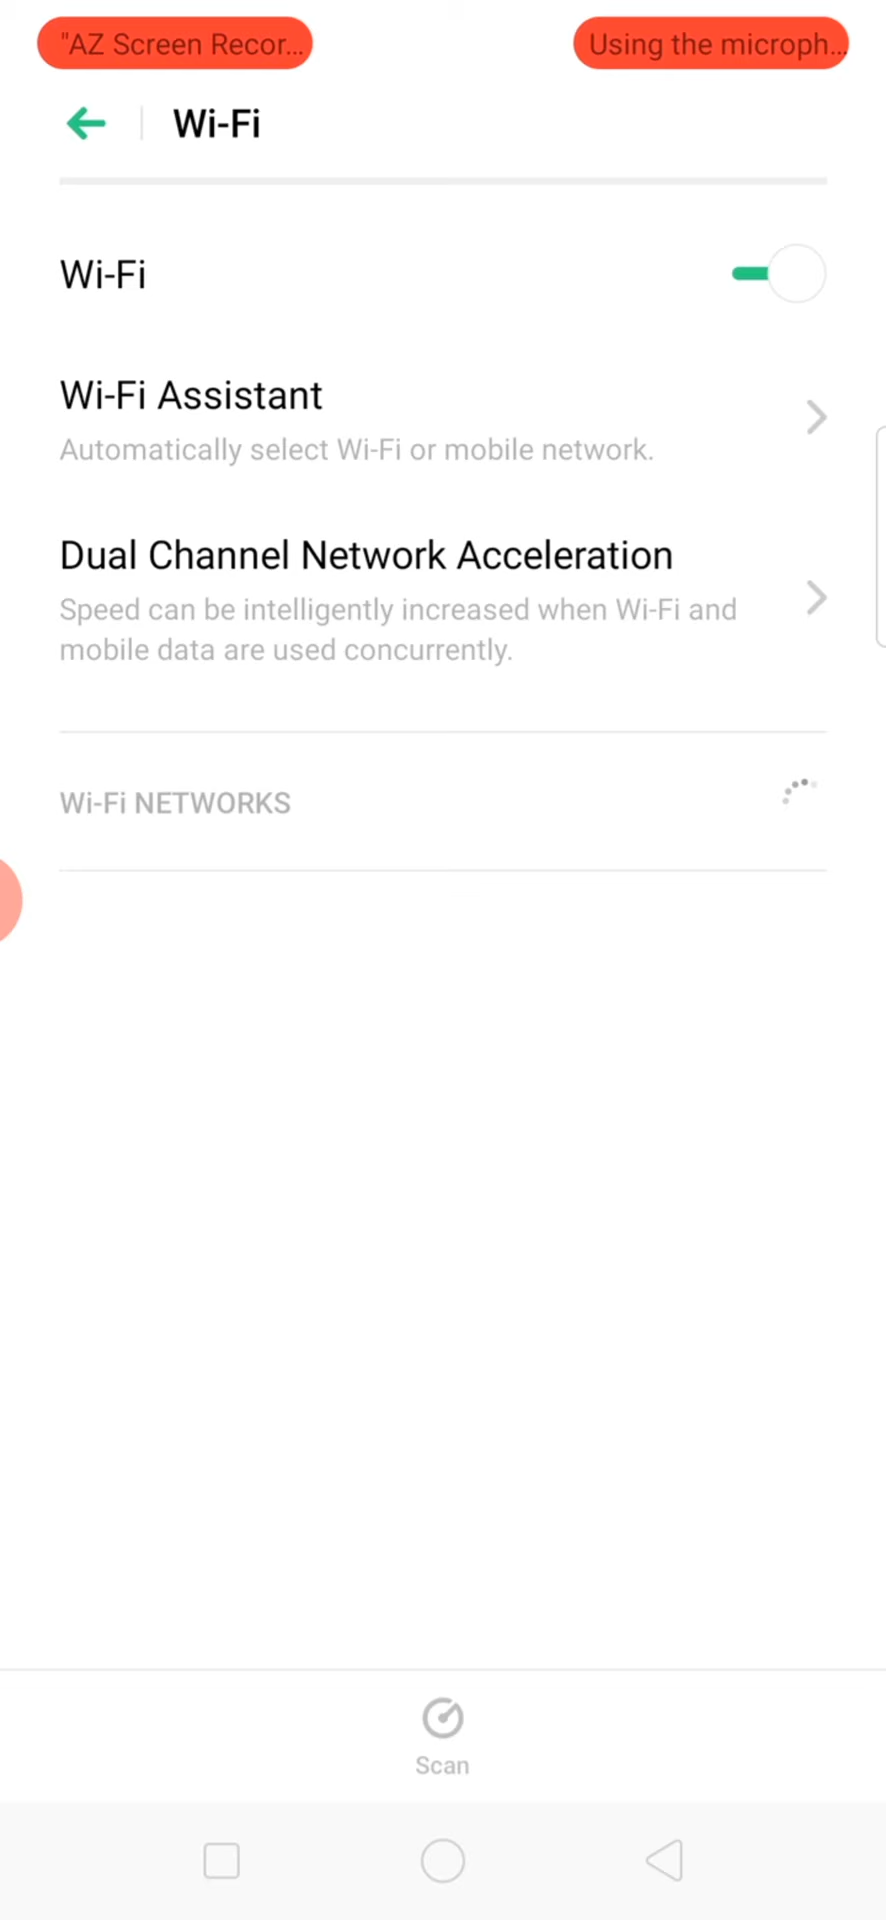 "AZ Screen Recor...
Using the microph...
Wi-Fi
Wi-Fi
Wi-Fi Assistant
Automatically select Wi-Fi or mobile network.
Dual Channel Network Acceleration
Speed can be intelligently increased when Wi-Fi and
mobile data are used concurrently.
Wi-Fi NETWORKS
Scan